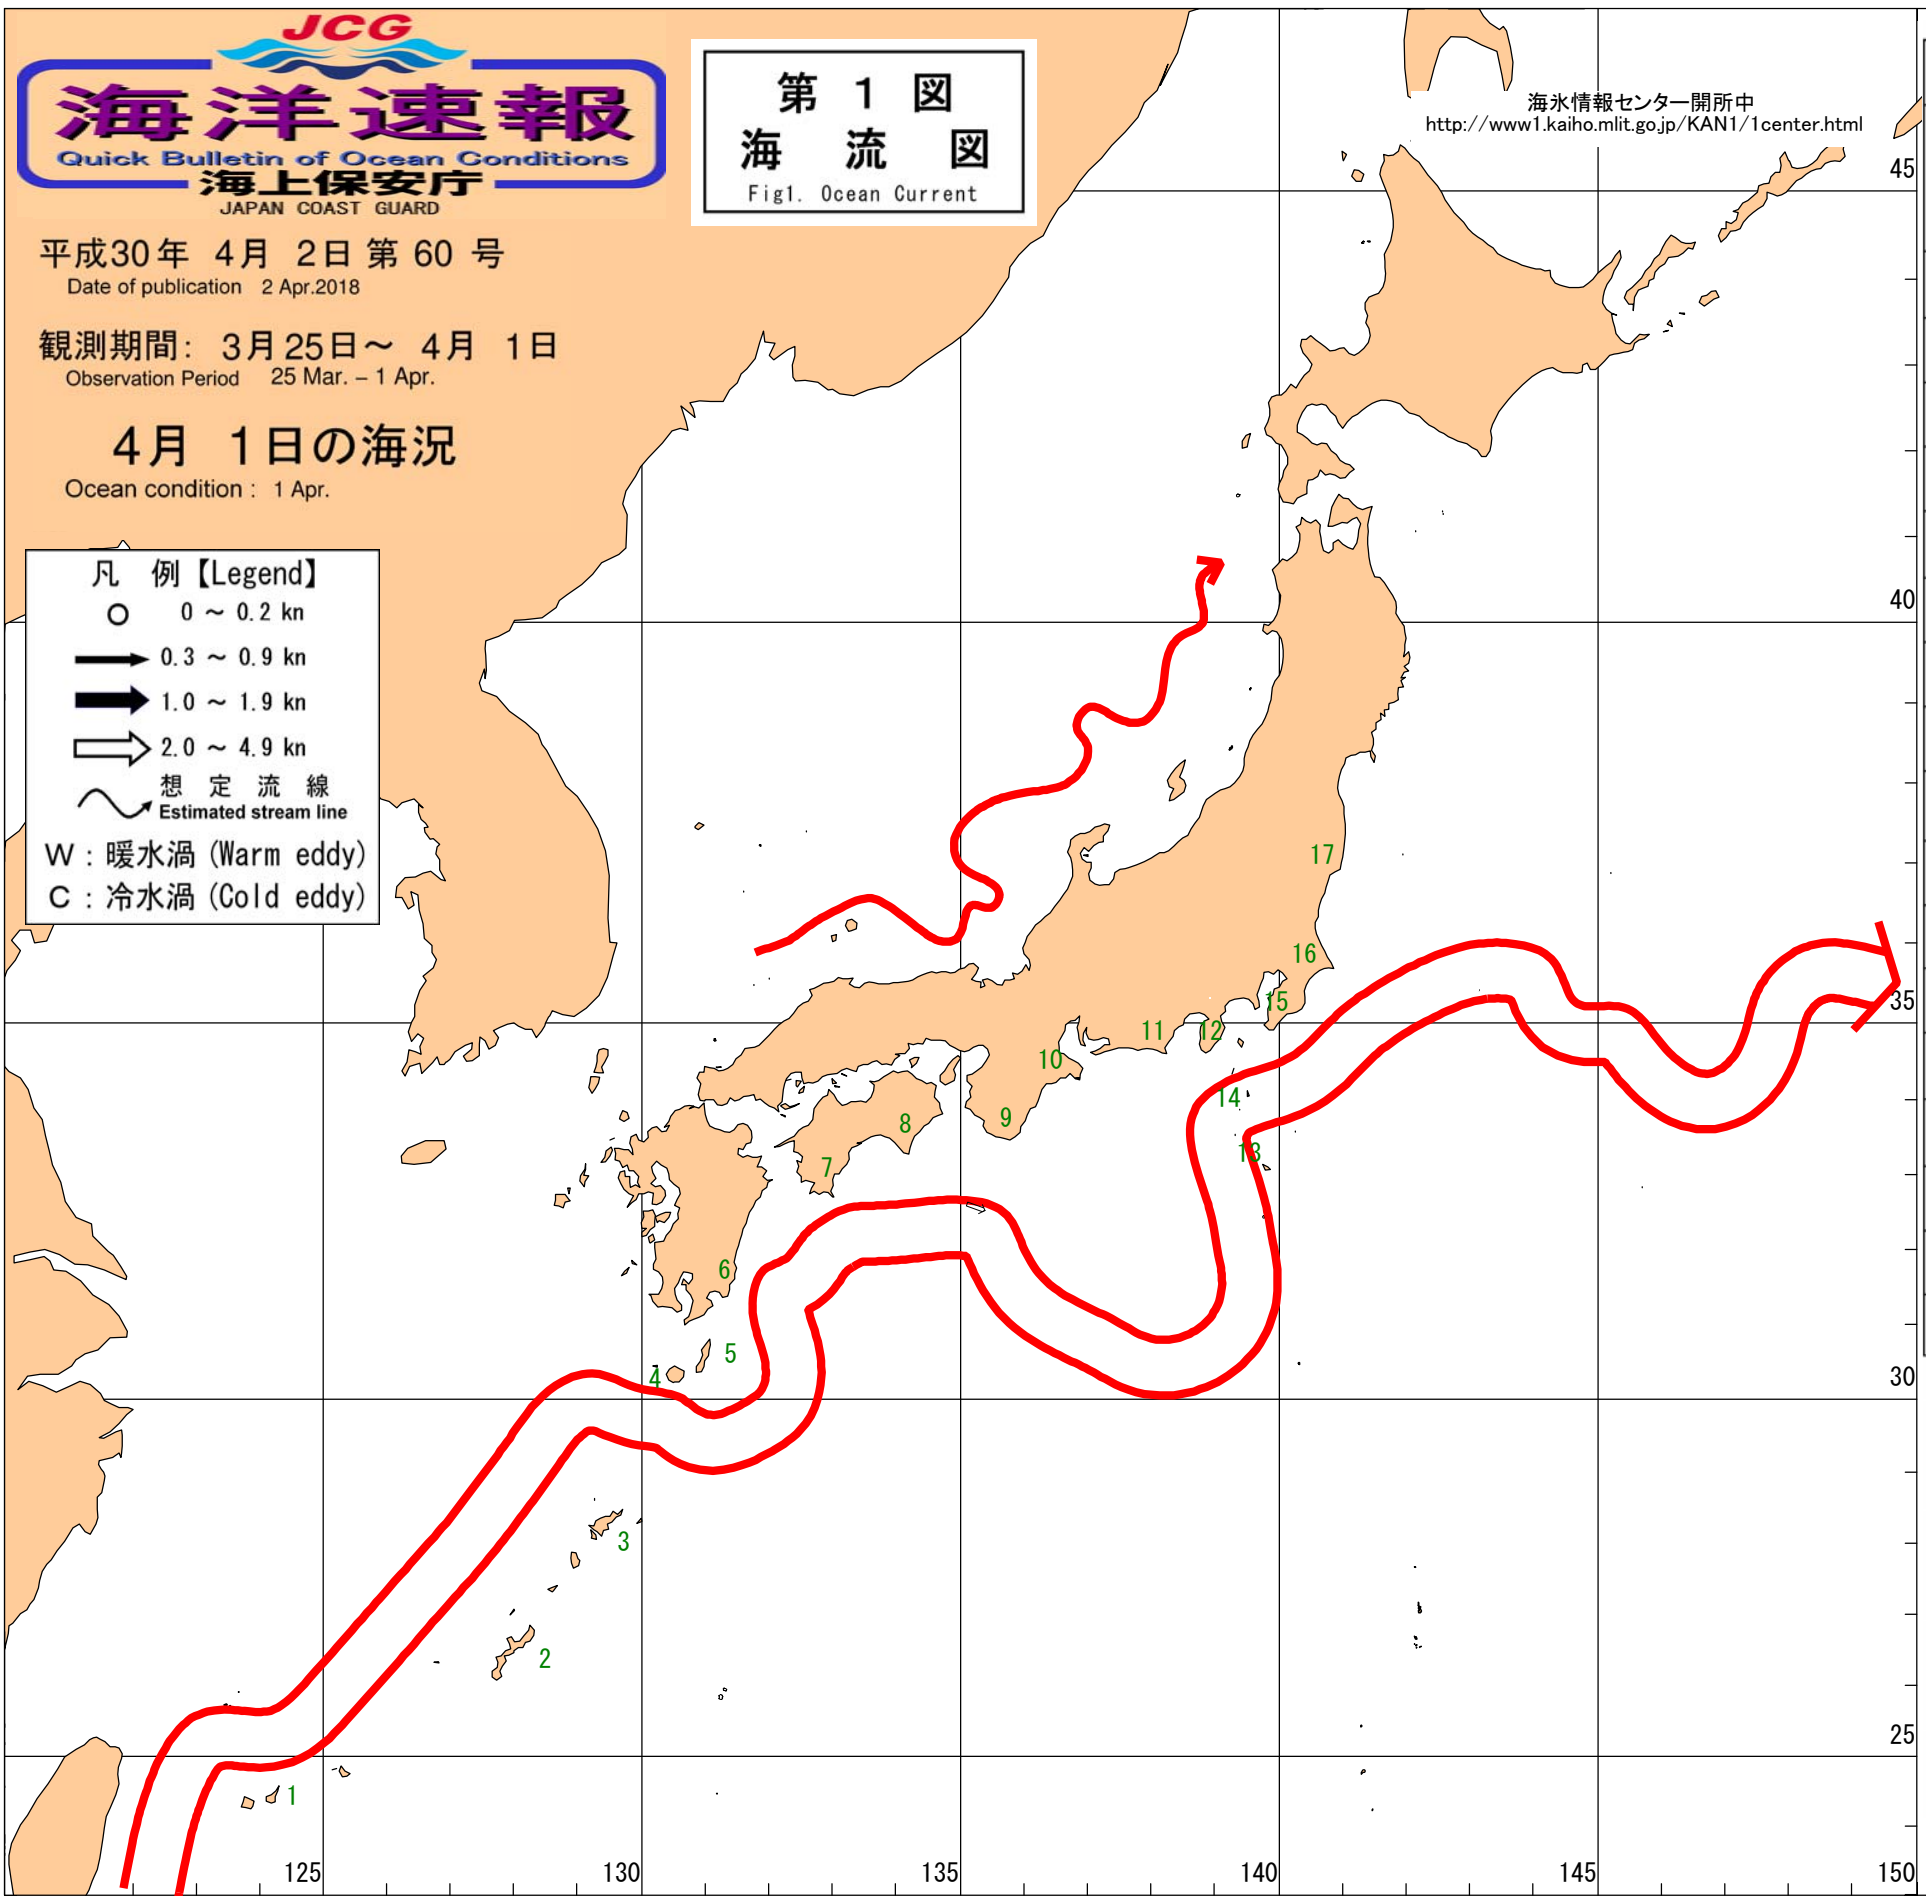 JCG
海洋速報
Quick Bulletin of Ocean Conditions
海上保安庁
JAPAN COAST GUARD
第 1 図
海 流 図
Fig1. Ocean Current
海氷情報センター開所中
http://www1.kaiho.mlit.go.jp/KAN1/1center.html
平成30年 4月 2日 第 60 号
Date of publication 2 Apr.2018
観測期間: 3月25日～ 4月 1日
Observation Period 25 Mar. – 1 Apr.
4月 1日の海況
Ocean condition : 1 Apr.
凡 例【Legend】
0 ～ 0.2 kn
0.3 ～ 0.9 kn
1.0 ～ 1.9 kn
2.0 ～ 4.9 kn
想 定 流 線
Estimated stream line
W : 暖水渦 (Warm eddy)
C : 冷水渦 (Cold eddy)
45
40
35
30
25
17
16
15
14
13
12
11
10
9
8
7
6
5
4
3
2
1
125
130
135
140
145
150